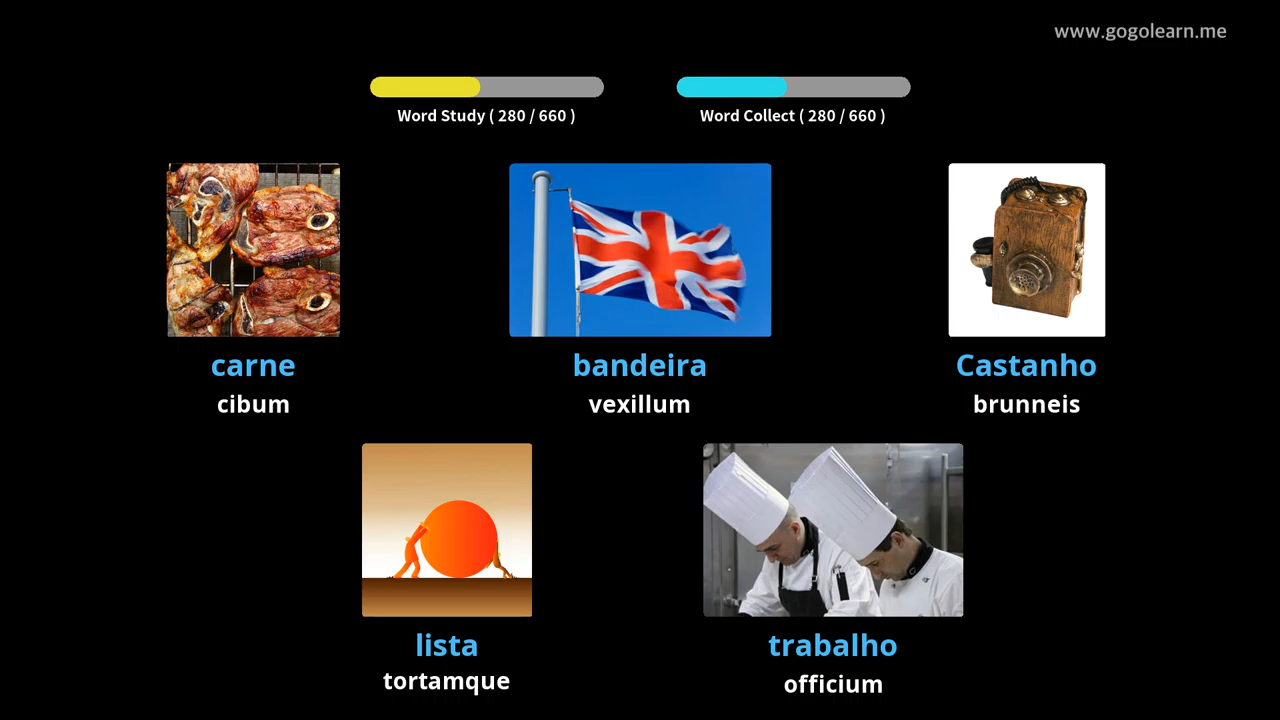 www.gogolearn.me
Word Study ( 280 / 660 )
Word Collect ( 280 / 660 )
carne
cibum
bandeira
vexillum
Castanho
brunneis
lista
tortamque
trabalho
officium